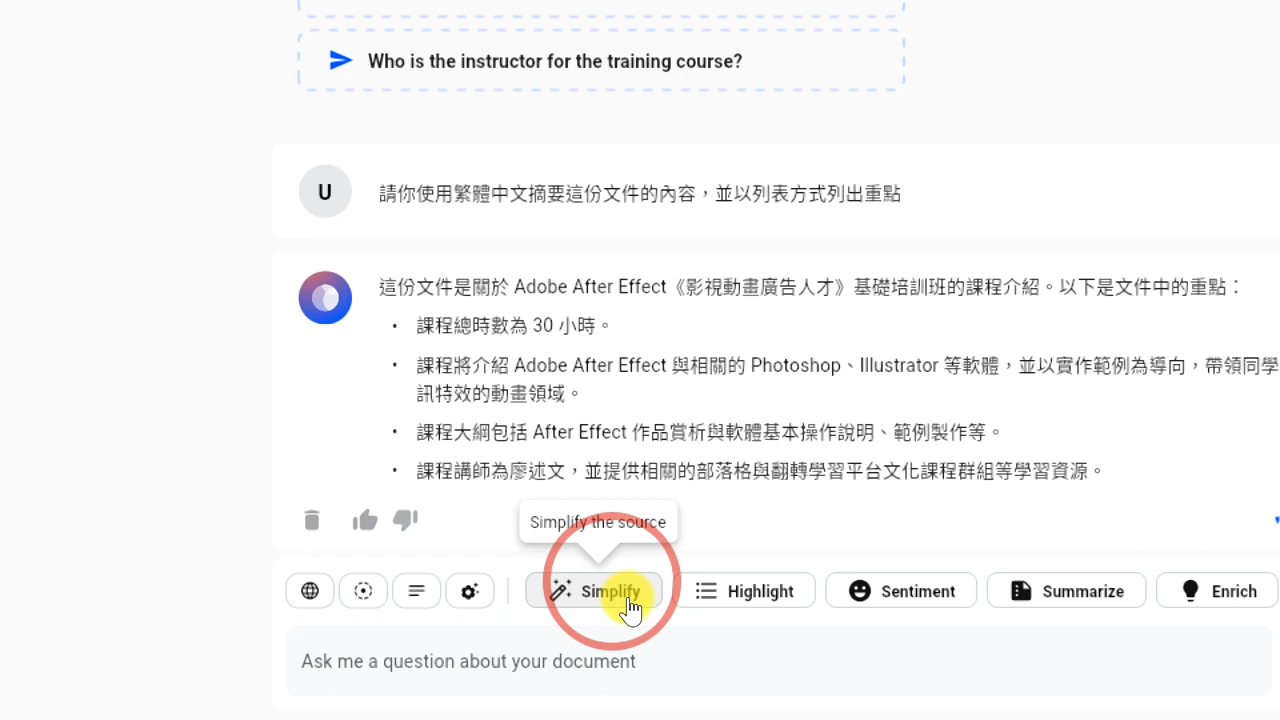 Who is the instructor for the training course?
U
請你使用繁體中文摘要這份文件的內容，並以列表方式列出重點
這份文件是關於 Adobe After Effect《影視動畫廣告人才》基礎培訓班的課程介紹。以下是文件中的重點：
• 課程總時數為 30 小時。
• 課程將介紹 Adobe After Effect 與相關的 Photoshop、Illustrator 等軟體，並以實作範例為導向，帶領同學
訊特效的動畫領域。
• 課程大綱包括 After Effect 作品賞析與軟體基本操作說明、範例製作等。
• 課程講師為廖述文，並提供相關的部落格與翻轉學習平台文化課程群組等學習資源。
Simplify the source
Simplify Highlight Sentiment Summarize Enrich
Ask me a question about your document